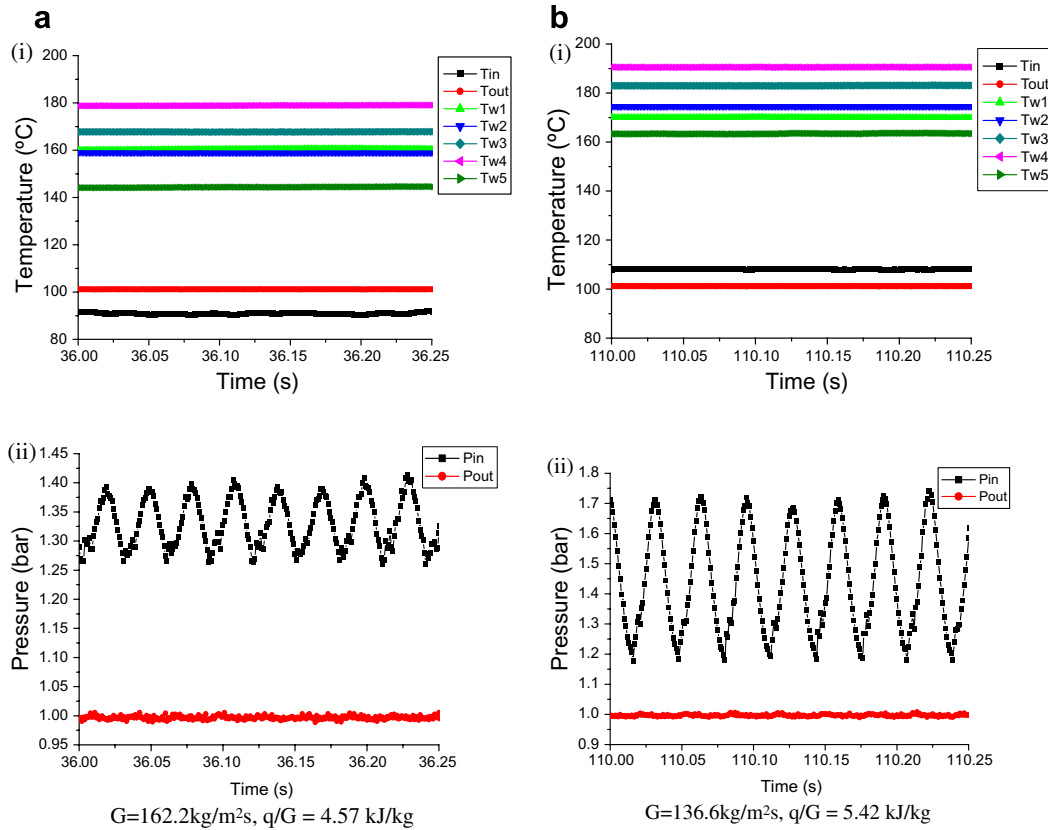 a
(i)
200
180
160
140
120
100
80
Temperature (ºC)
36.00
36.05
36.10
36.15
36.20
36.25
Time (s)
Tin
Tout
Tw1
Tw2
Tw3
Tw4
Tw5
b
(i)
200
180
160
140
120
100
80
Temperature (ºC)
110.00
110.05
110.10
110.15
110.20
110.25
Time (s)
Tin
Tout
Tw1
Tw2
Tw3
Tw4
Tw5
(ii)
1.45
1.40
1.35
1.30
1.25
1.20
1.15
1.10
1.05
1.00
0.95
Pressure (bar)
36.00
36.05
36.10
36.15
36.20
36.25
Time (s)
Pin
Pout
G=162.2kg/m²s, q/G = 4.57 kJ/kg
(ii)
1.8
1.7
1.6
1.5
1.4
1.3
1.2
1.1
1.0
0.9
Pressure (bar)
110.00
110.05
110.10
110.15
110.20
110.25
Time (s)
Pin
Pout
G=136.6kg/m²s, q/G = 5.42 kJ/kg